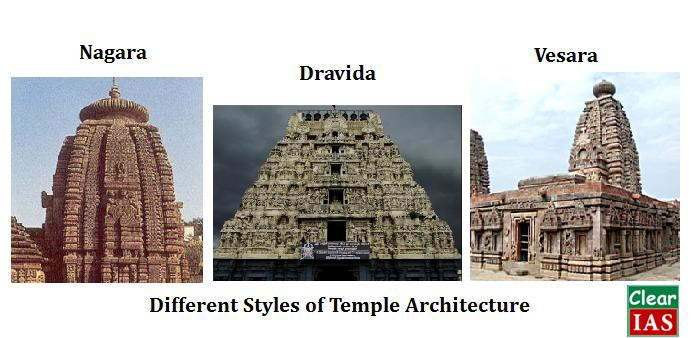 Nagara
Dravida
Vesara
Different Styles of Temple Architecture
Clear
IAS